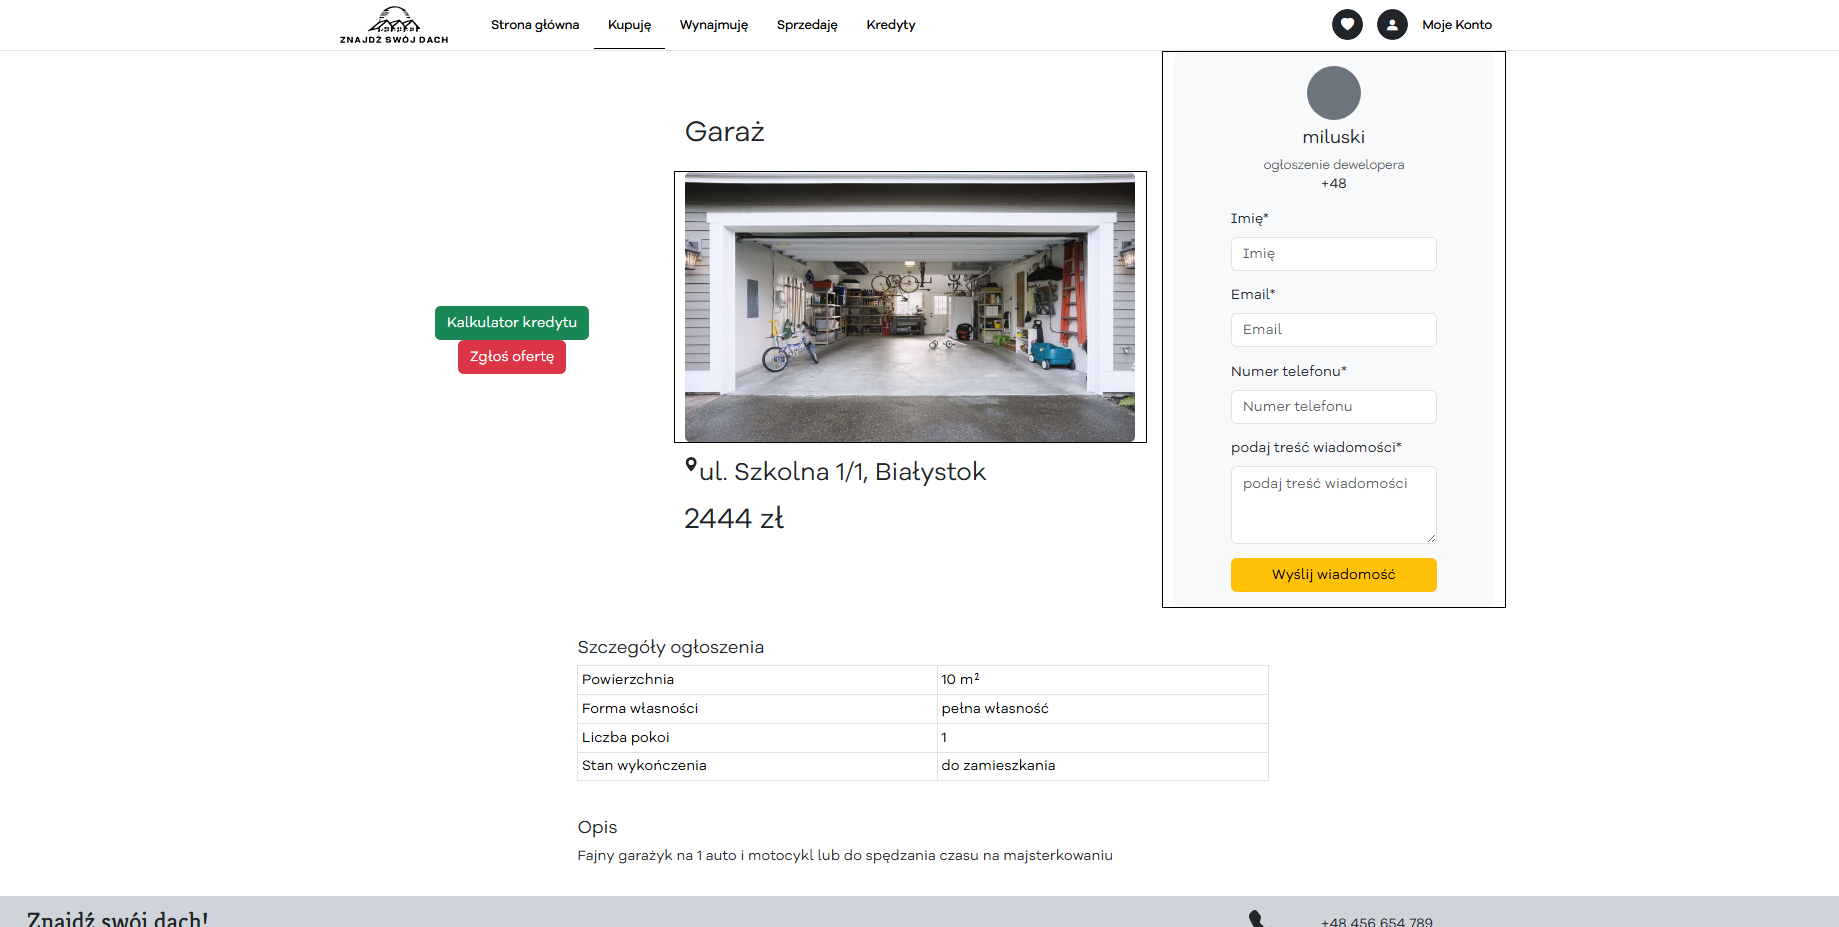 ZNAJDŹ SWÓJ DACH
Strona główna
Kupuję
Wynajmuję
Sprzedaję
Kredyty
Moje Konto
Garaż
Kalkulator kredytu
Zgłoś ofertę
ul. Szkolna 1/1, Białystok
2444 zł
miluski
ogłoszenie dewelopera
+48
Imię*
Imię
Email*
Email
Numer telefonu*
Numer telefonu
podaj treść wiadomości*
podaj treść wiadomości
Wyślij wiadomość
Szczegóły ogłoszenia
Powierzchnia 10 m²
Forma własności pełna własność
Liczba pokoi 1
Stan wykończenia do zamieszkania
Opis
Fajny garażyk na 1 auto i motocykl lub do spędzania czasu na majsterkowaniu
Znajdź swój dach!
+48 456 654 789